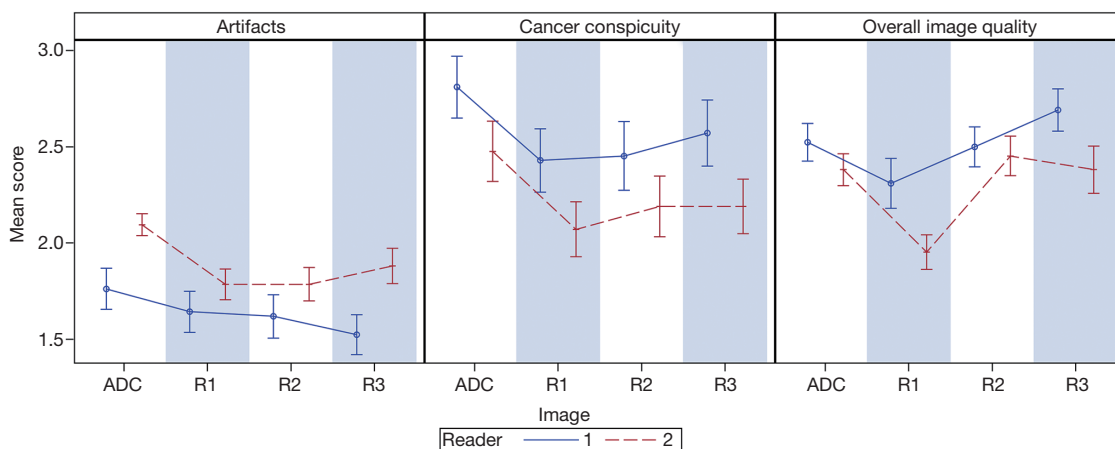 Artifacts Cancer conspicuity Overall image quality
3.0
2.5
2.0
1.5
Mean score
ADC R1 R2 R3 ADC R1 R2 R3 ADC R1 R2 R3
Image
Reader 1 2